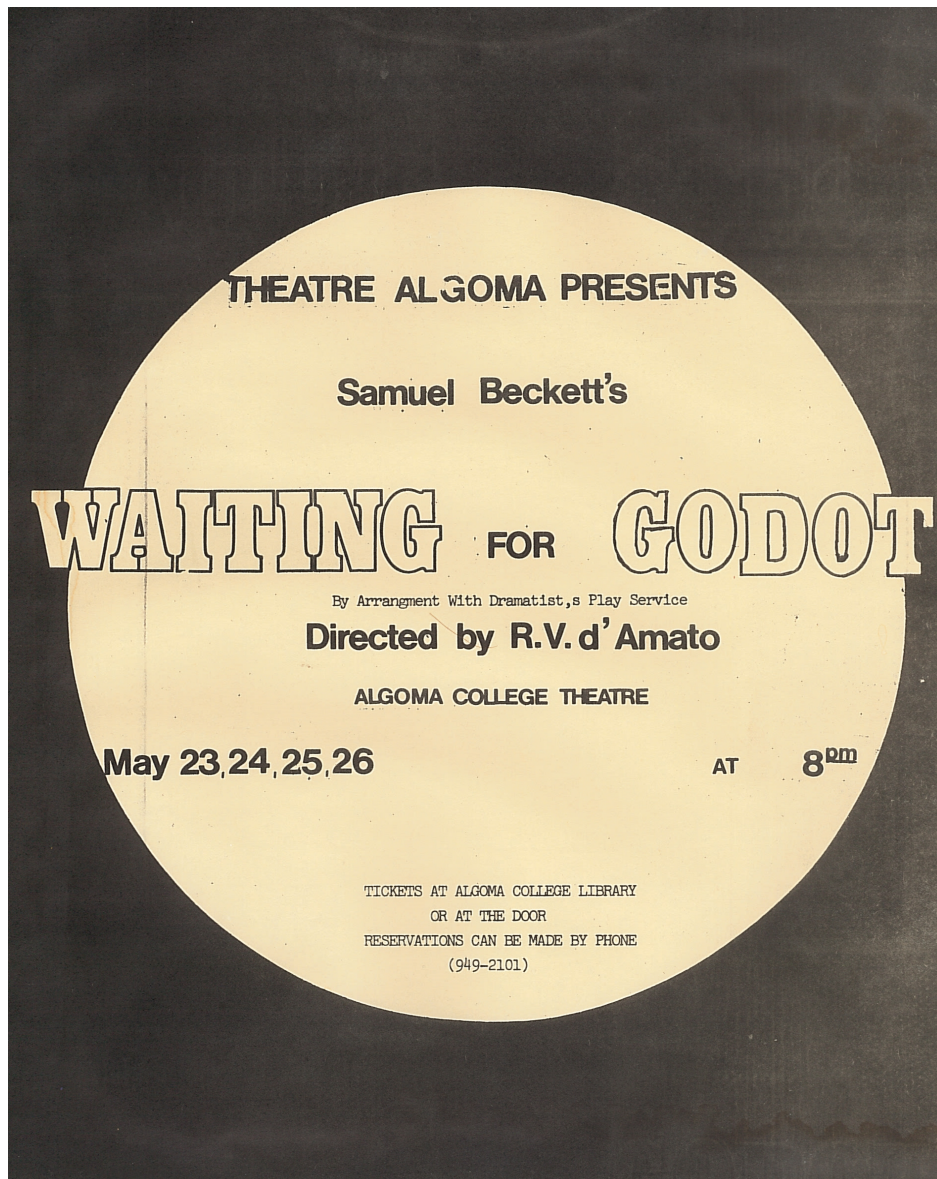 THEATRE ALGOMA PRESENTS
Samuel Beckett's
WAITING FOR GODOT
By Arrangment With Dramatist,s Play Service
Directed by R.V. d'Amato
ALGOMA COLLEGE THEATRE
May 23,24,25,26 AT 8pm
TICKETS AT ALGOMA COLLEGE LIBRARY
OR AT THE DOOR
RESERVATIONS CAN BE MADE BY PHONE
(949-2101)